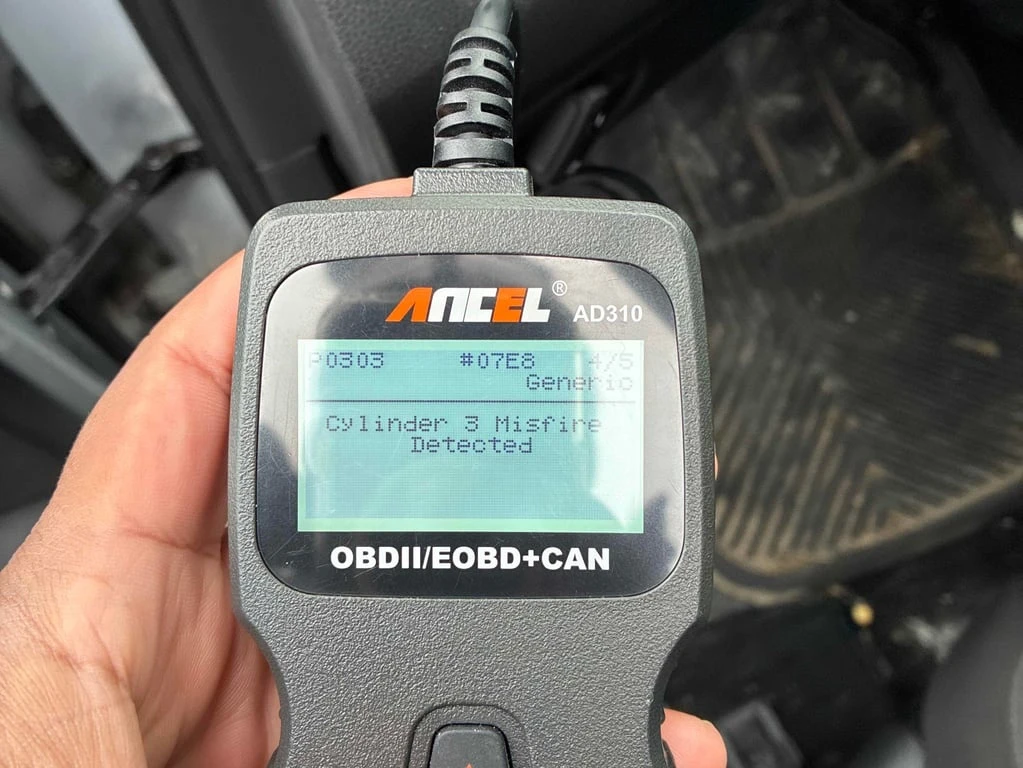 ANCEL® AD310
P0303 #07E8 4/5
Generic
Cylinder 3 Misfire
Detected
OBDII/EOBD+CAN